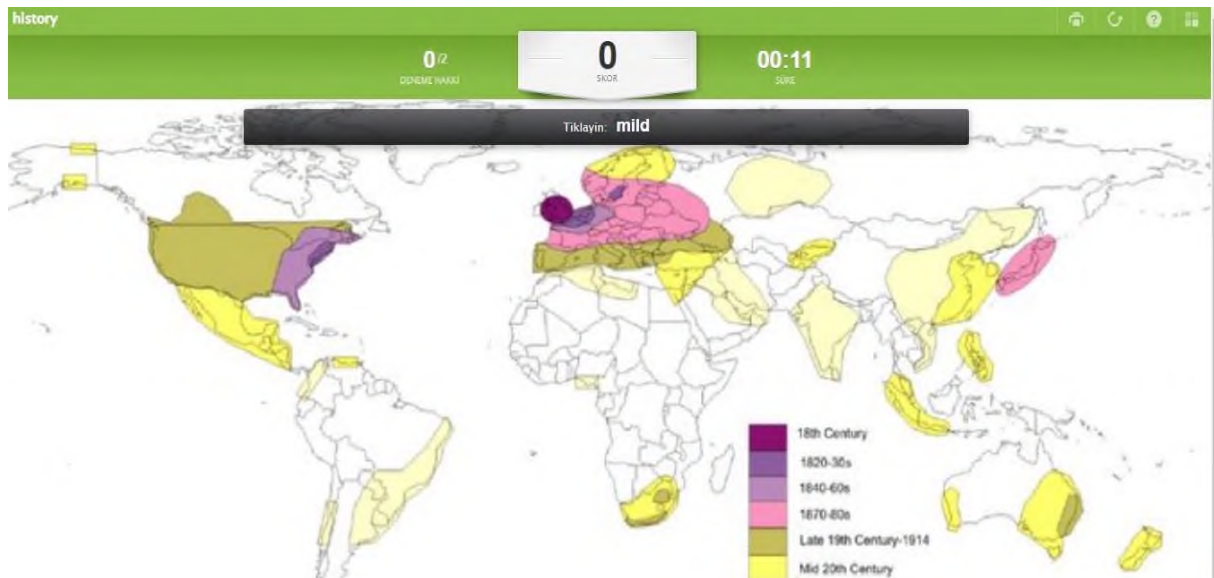 history
0/2
DENEME HAKKI
0
SKOR
00:11
SÜRE
Tiklayin: mild
18th Century
1820-30s
1840-60s
1870-80s
Late 19th Century-1914
Mid 20th Century